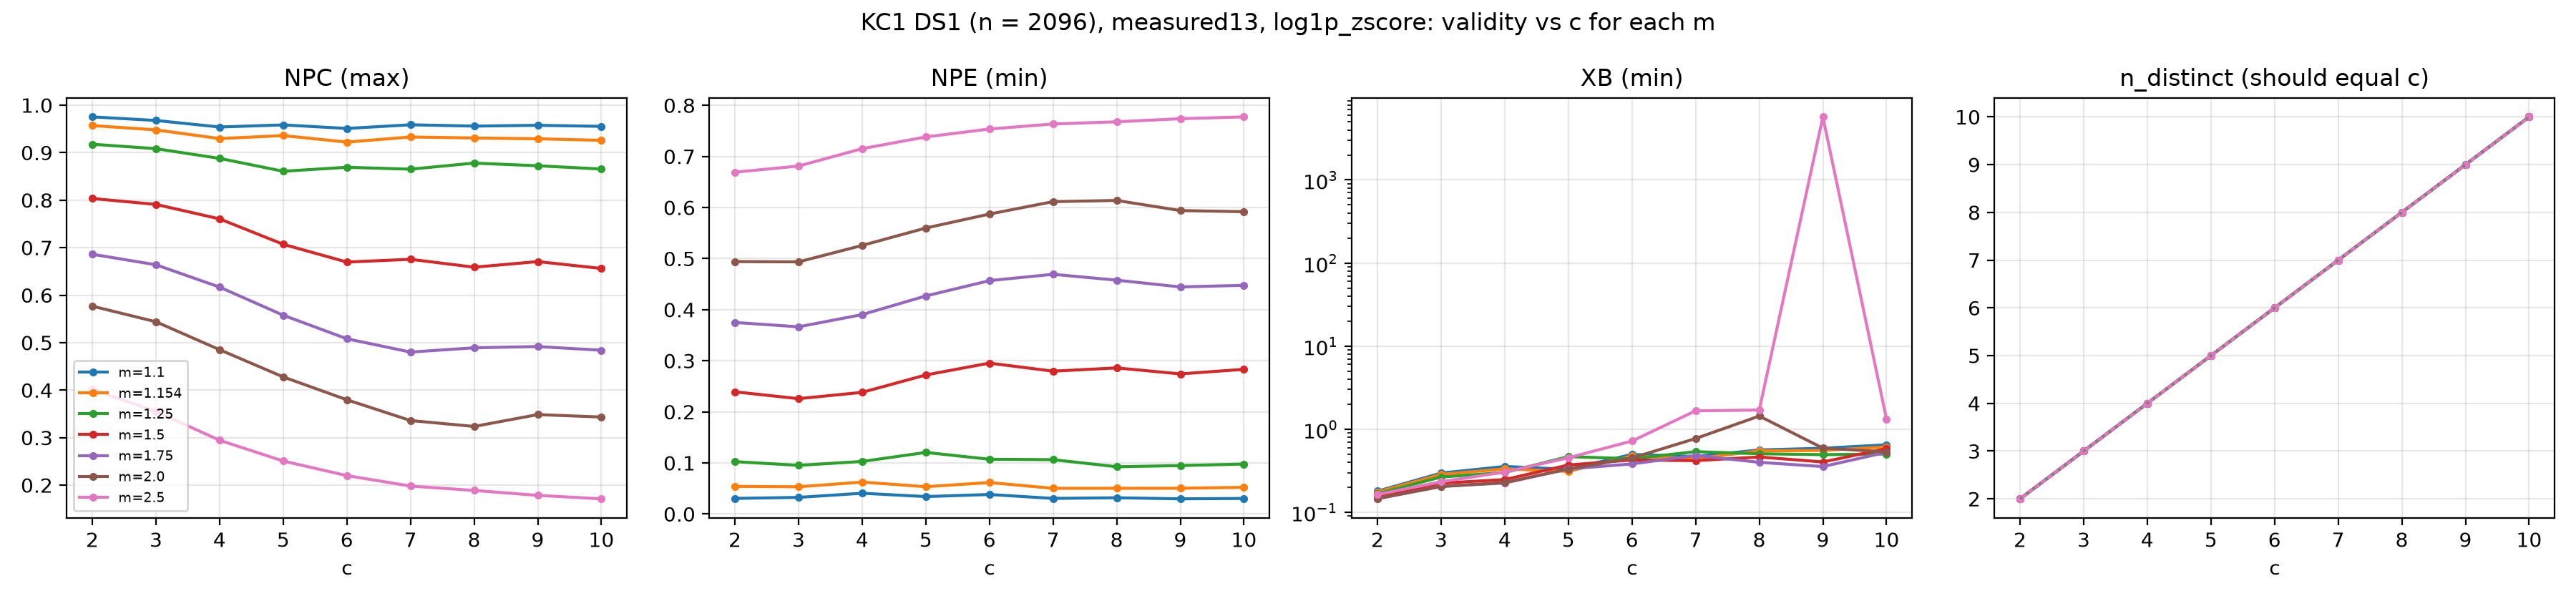 KC1 DS1 (n = 2096), measured13, log1p_zscore: validity vs c for each m
NPC (max)
1.0
0.9
0.8
0.7
0.6
0.5
0.4
0.3
0.2
m=1.1
m=1.154
m=1.25
m=1.5
m=1.75
m=2.0
m=2.5
2 3 4 5 6 7 8 9 10
c
NPE (min)
0.8
0.7
0.6
0.5
0.4
0.3
0.2
0.1
0.0
2 3 4 5 6 7 8 9 10
c
XB (min)
10³
10²
10¹
10⁰
10⁻¹
2 3 4 5 6 7 8 9 10
c
n_distinct (should equal c)
10
9
8
7
6
5
4
3
2
2 3 4 5 6 7 8 9 10
c